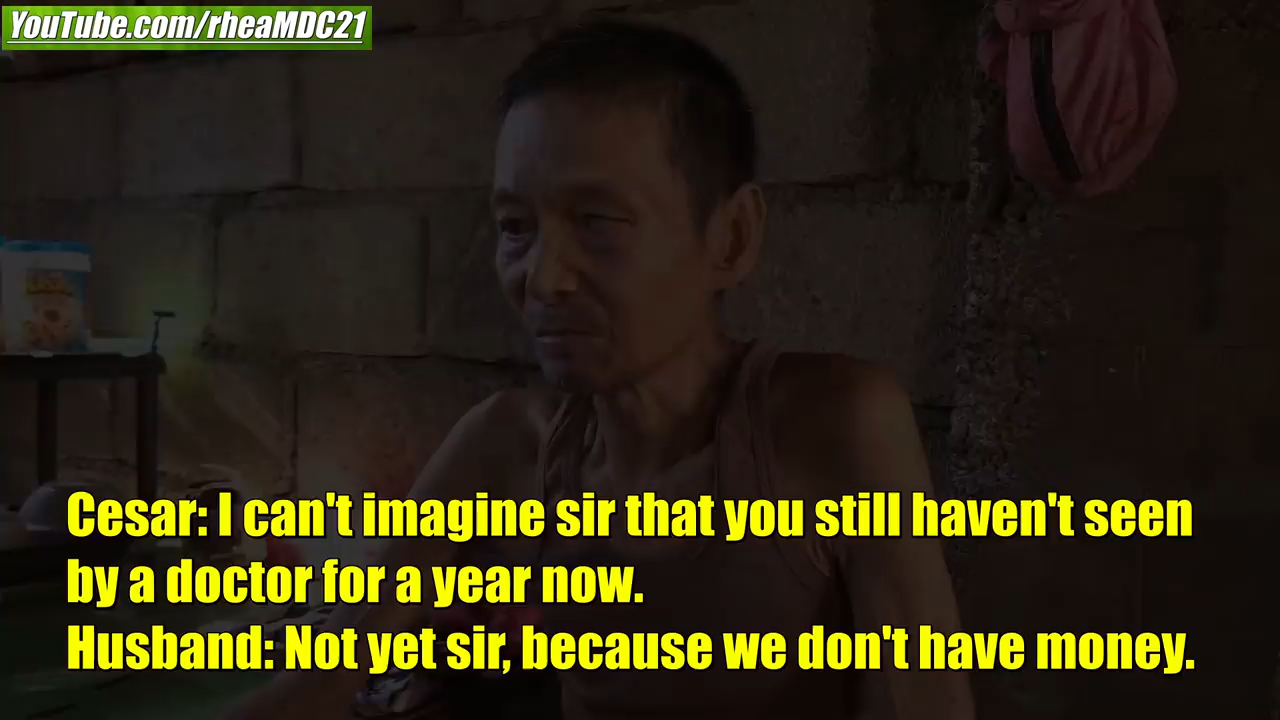 YouTube.com/rheaMDC21
Cesar: I can't imagine sir that you still haven't seen
by a doctor for a year now.
Husband: Not yet sir, because we don't have money.